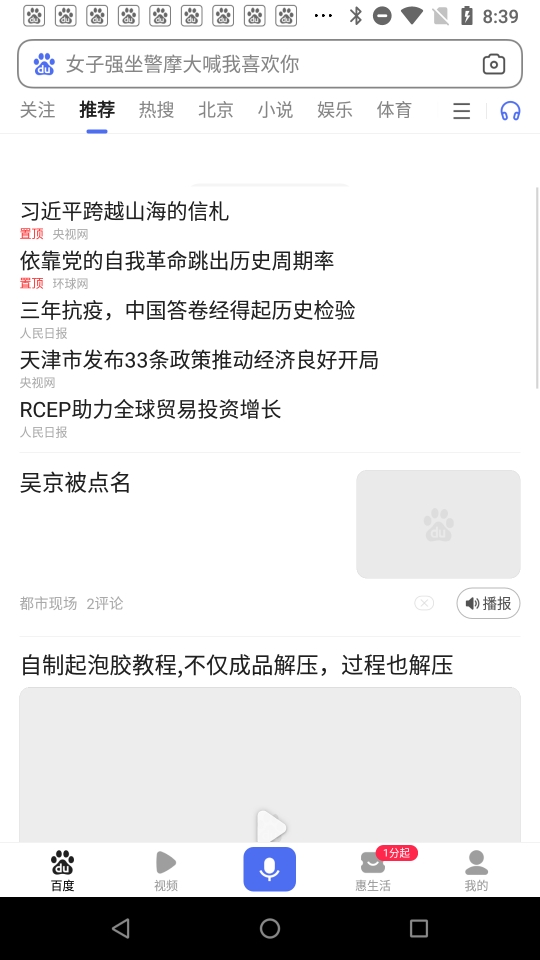 8:39
du 女子强坐警摩大喊我喜欢你
关注 推荐 热搜 北京 小说 娱乐 体育
习近平跨越山海的信札
置顶 央视网
依靠党的自我革命跳出历史周期率
置顶 环球网
三年抗疫，中国答卷经得起历史检验
人民日报
天津市发布33条政策推动经济良好开局
央视网
RCEP助力全球贸易投资增长
人民日报
吴京被点名
du
都市现场 2评论 播报
自制起泡胶教程,不仅成品解压，过程也解压
1分起
du
百度 视频 惠生活 我的